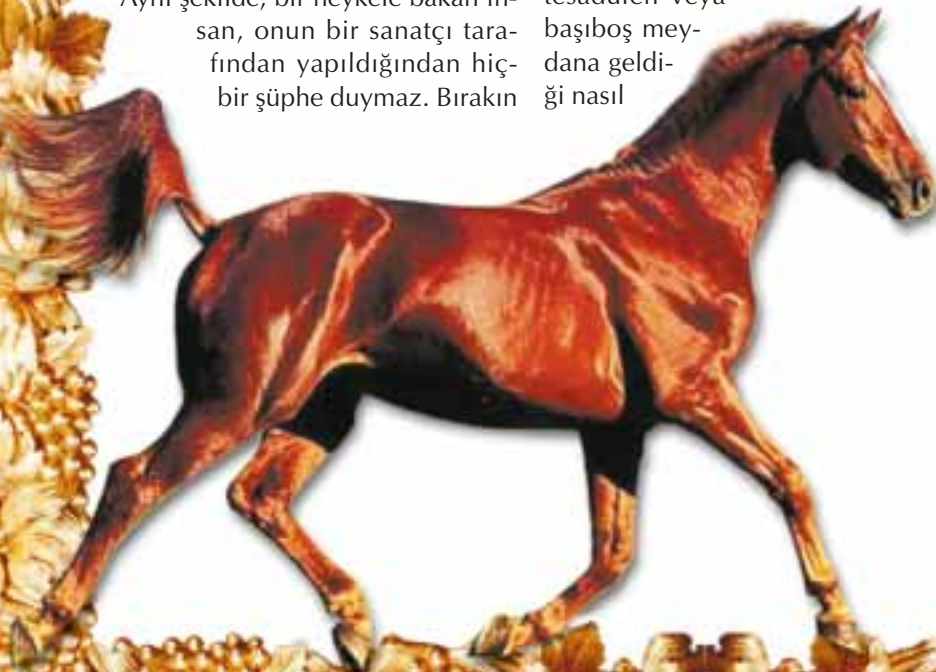 Aynı şekilde, bir heykele bakan in-
san, onun bir sanatçı tara-
fından yapıldığından hiç-
bir şüphe duymaz. Bırakın
tesadüfen veya
başıboş mey-
dana geldi-
ği nasıl